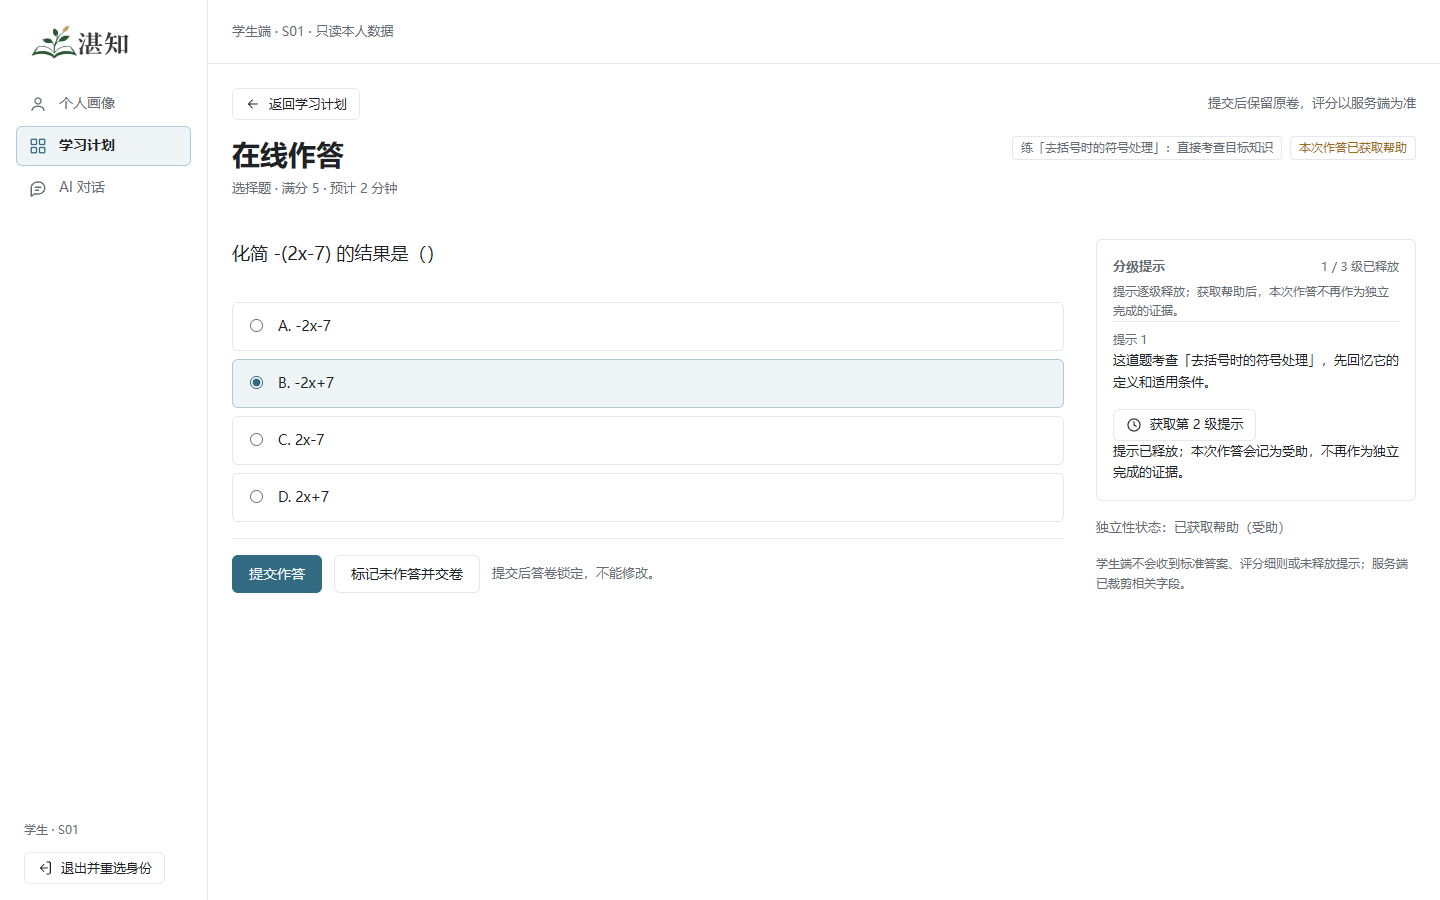 湛知
个人画像
学习计划
AI 对话
学生 · S01
退出并重选身份
学生端 · S01 · 只读本人数据
返回学习计划
提交后保留原卷，评分以服务端为准
在线作答
练「去括号时的符号处理」：直接考查目标知识
本次作答已获取帮助
选择题 · 满分 5 · 预计 2 分钟
化简 -(2x-7) 的结果是（）
A. -2x-7
B. -2x+7
C. 2x-7
D. 2x+7
提交作答
标记未作答并交卷
提交后答卷锁定，不能修改。
分级提示
1 / 3 级已释放
提示逐级释放；获取帮助后，本次作答不再作为独立
完成的证据。
提示 1
这道题考查「去括号时的符号处理」，先回忆它的
定义和适用条件。
获取第 2 级提示
提示已释放；本次作答会记为受助，不再作为独立
完成的证据。
独立性状态：已获取帮助（受助）
学生端不会收到标准答案、评分细则或未释放提示；服务端
已裁剪相关字段。